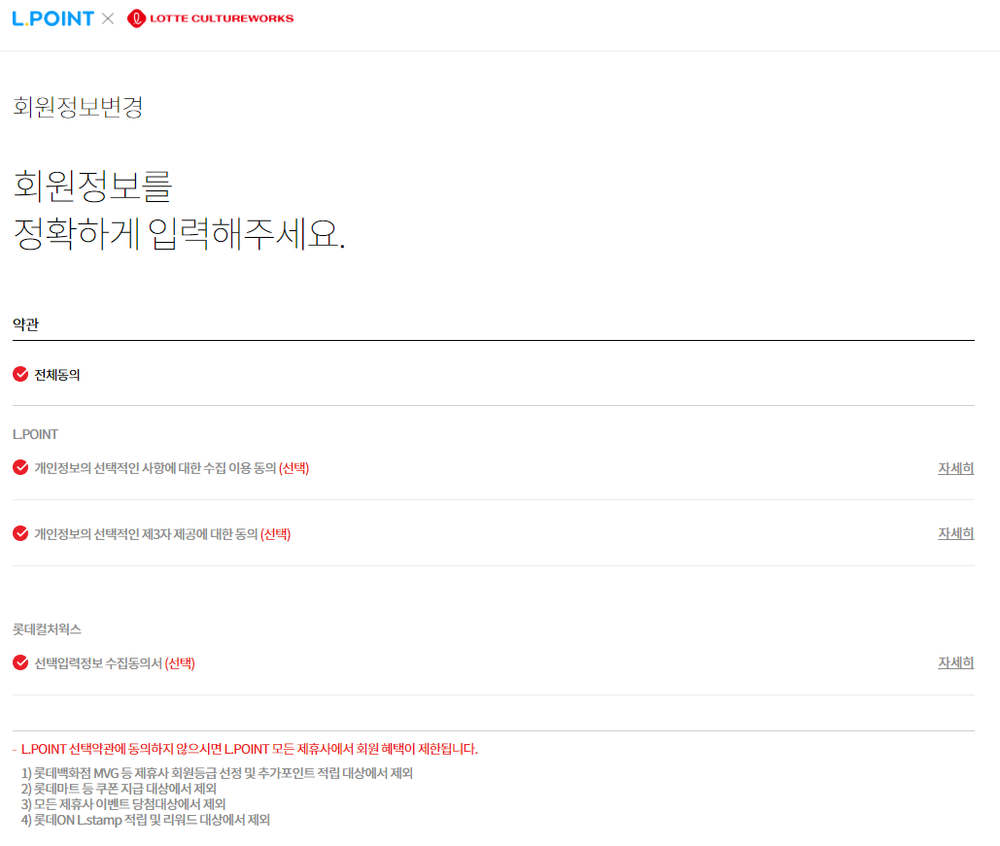 L.POINT × LOTTE CULTUREWORKS
회원정보변경
회원정보를
정확하게 입력해주세요.
약관
전체동의
L.POINT
개인정보의 선택적인 사항에 대한 수집 이용 동의 (선택) 자세히
개인정보의 선택적인 제3자 제공에 대한 동의 (선택) 자세히
롯데컬처웍스
선택입력정보 수집동의서 (선택) 자세히
- L.POINT 선택약관에 동의하지 않으시면 L.POINT 모든 제휴사에서 회원 혜택이 제한됩니다.
1) 롯데백화점 MVG 등 제휴사 회원등급 선정 및 추가포인트 적립 대상에서 제외
2) 롯데마트 등 쿠폰 지급 대상에서 제외
3) 모든 제휴사 이벤트 당첨대상에서 제외
4) 롯데ON L.stamp 적립 및 리워드 대상에서 제외